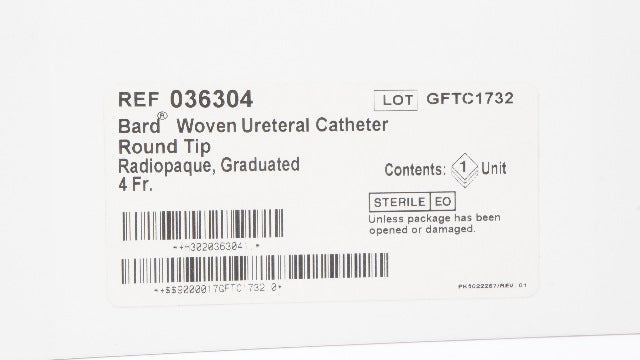 REF 036304
LOT GFTC1732
Bard® Woven Ureteral Catheter
Round Tip
Radiopaque, Graduated
4 Fr.
Contents: 1 Unit
STERILE EO
Unless package has been
opened or damaged.
PK3022267/REV. 01